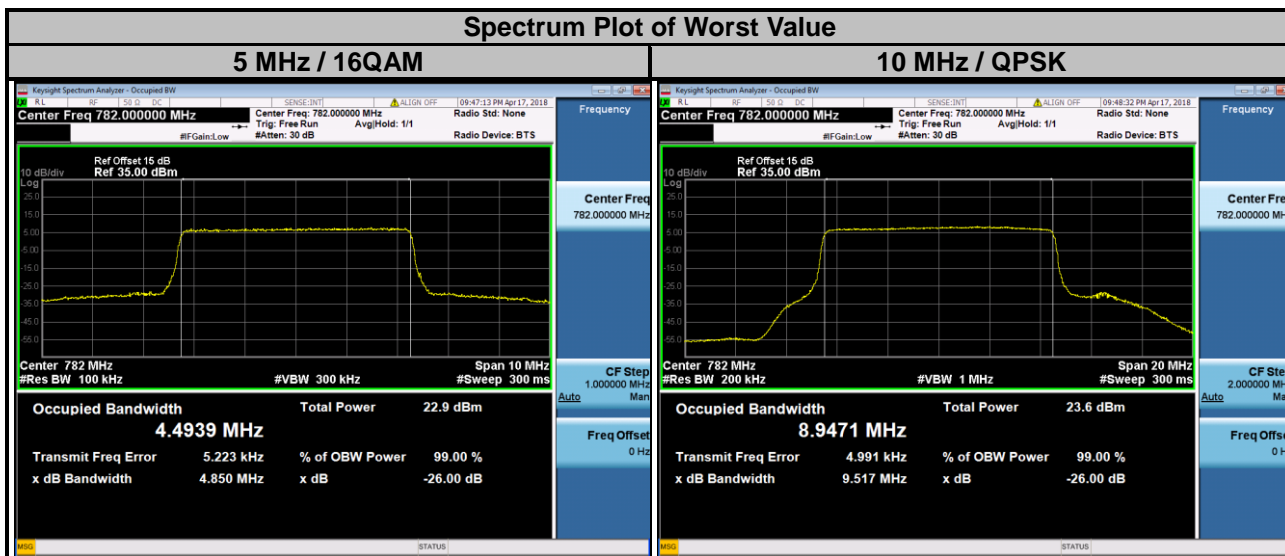 Spectrum Plot of Worst Value
5 MHz / 16QAM
10 MHz / QPSK
Keysight Spectrum Analyzer - Occupied BW
RL RF 50 Ω DC SENSE:INT ALIGN OFF 09:47:13 PM Apr 17, 2018
Center Freq 782.000000 MHz
Center Freq: 782.000000 MHz
Radio Std: None
Trig: Free Run Avg|Hold: 1/1
#IFGain:Low #Atten: 30 dB Radio Device: BTS
Ref Offset 15 dB
10 dB/div Ref 35.00 dBm
Log
25.0
15.0
5.00
-5.00
-15.0
-25.0
-35.0
-45.0
-55.0
Center 782 MHz Span 10 MHz
#Res BW 100 kHz #VBW 300 kHz #Sweep 300 ms
Occupied Bandwidth Total Power 22.9 dBm
4.4939 MHz
Transmit Freq Error 5.223 kHz % of OBW Power 99.00 %
x dB Bandwidth 4.850 MHz x dB -26.00 dB
MSG STATUS
Frequency
Center Freq
782.000000 MHz
CF Step
1.000000 MHz
Auto Man
Freq Offset
0 Hz
Keysight Spectrum Analyzer - Occupied BW
RL RF 50 Ω DC SENSE:INT ALIGN OFF 09:48:32 PM Apr 17, 2018
Center Freq 782.000000 MHz
Center Freq: 782.000000 MHz
Radio Std: None
Trig: Free Run Avg|Hold: 1/1
#IFGain:Low #Atten: 30 dB Radio Device: BTS
Ref Offset 15 dB
10 dB/div Ref 35.00 dBm
Log
25.0
15.0
5.00
-5.00
-15.0
-25.0
-35.0
-45.0
-55.0
Center 782 MHz Span 20 MHz
#Res BW 200 kHz #VBW 1 MHz #Sweep 300 ms
Occupied Bandwidth Total Power 23.6 dBm
8.9471 MHz
Transmit Freq Error 4.991 kHz % of OBW Power 99.00 %
x dB Bandwidth 9.517 MHz x dB -26.00 dB
MSG STATUS
Frequency
Center Fre
782.000000 MH
CF Ste
2.000000 MH
Auto Ma
Freq Offse
0 H